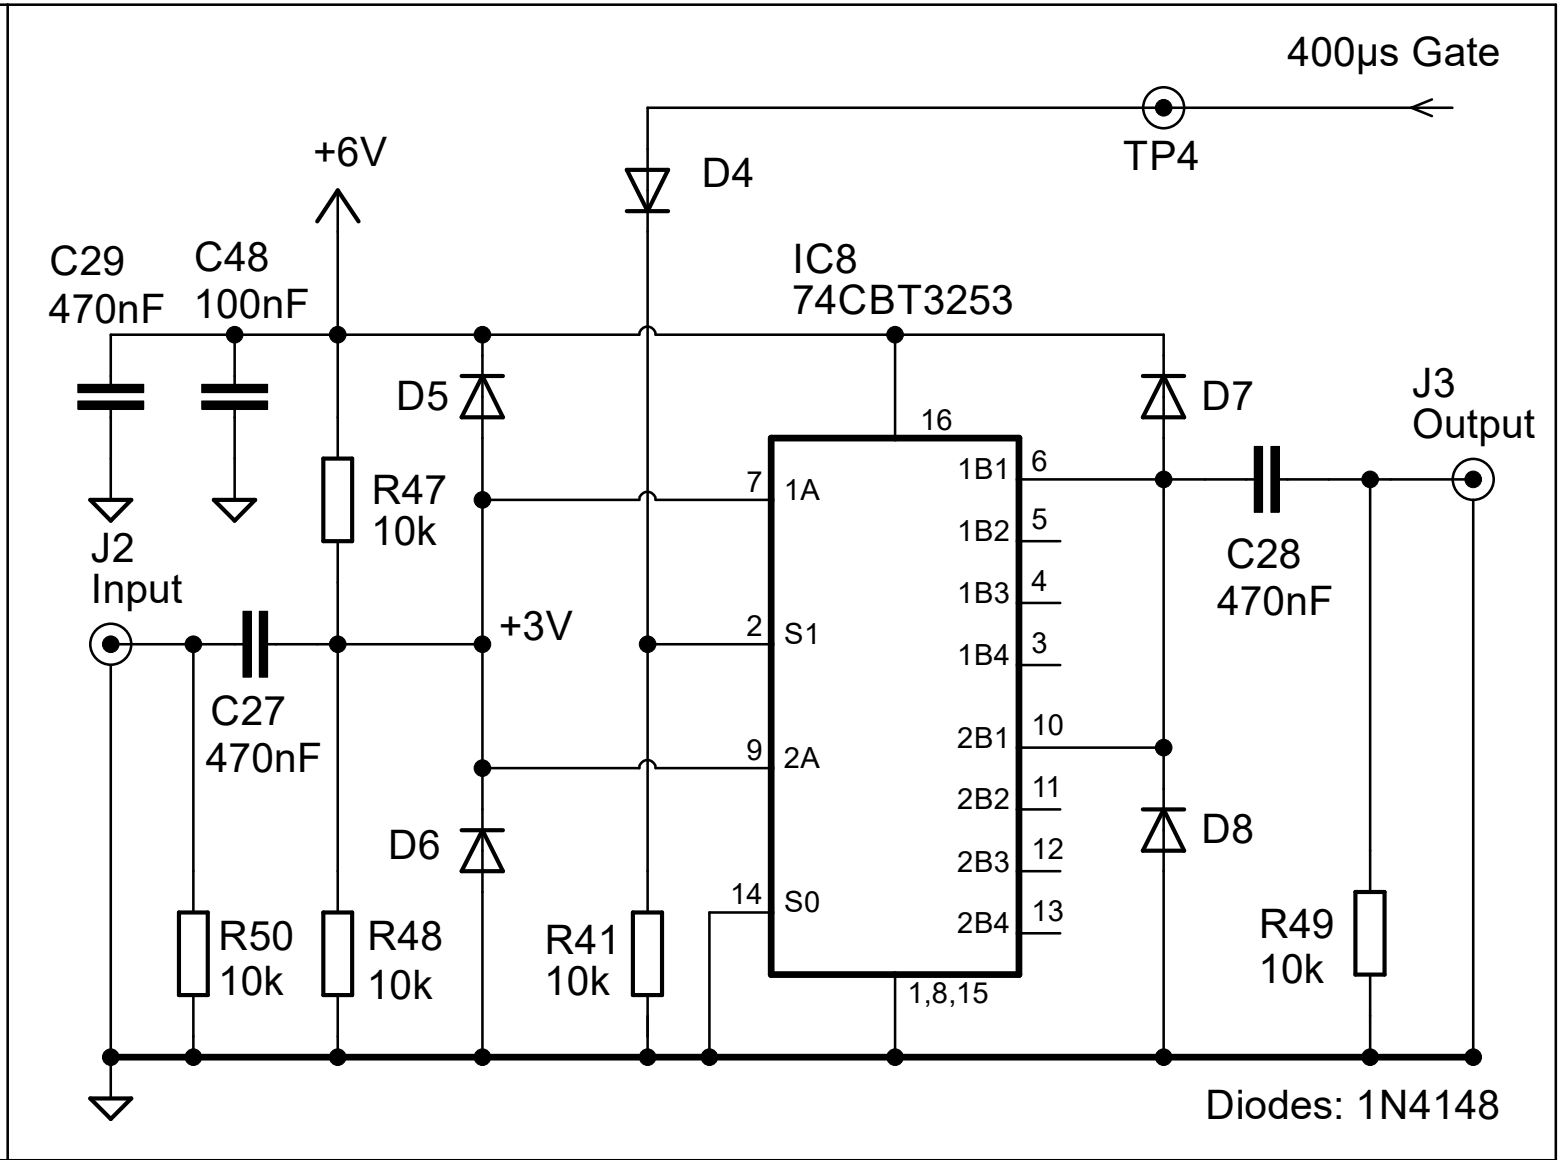 400µs Gate
TP4
+6V
D4
C29
470nF
C48
100nF
IC8
74CBT3253
D5
D7
J3
Output
16
R47
10k
7
1A
1B1
6
1B2
5
C28
470nF
J2
Input
1B3
4
+3V
2
S1
1B4
3
C27
470nF
9
2A
2B1
10
2B2
11
D6
D8
2B3
12
14
S0
2B4
13
R50
10k
R48
10k
R41
10k
R49
10k
1,8,15
Diodes: 1N4148